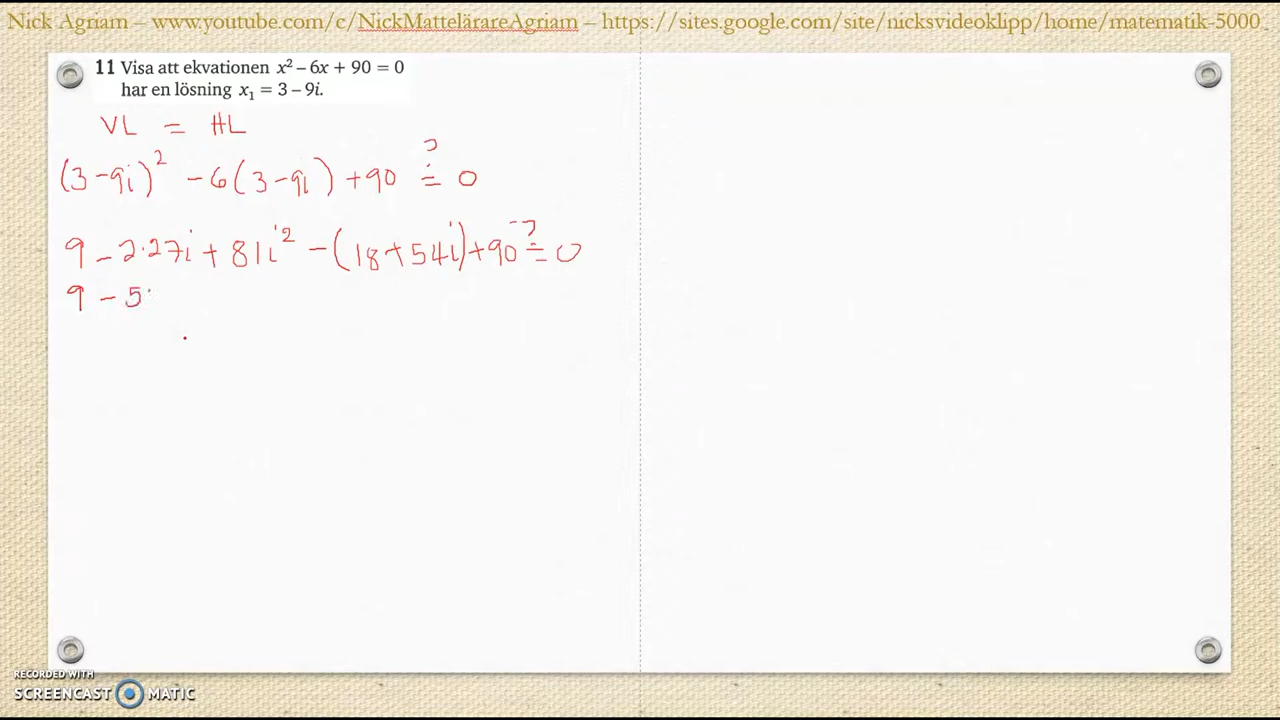 Nick Agriam – www.youtube.com/c/NickMattelärareAgriam – https://sites.google.com/site/nicksvideoklipp/home/matematik-5000
11 Visa att ekvationen x² – 6x + 90 = 0
har en lösning x₁ = 3 – 9i.
VL = HL
(3-9i)² -6(3-9i) +90 ≟ 0
9 - 2·27i + 81i² - (18+54i)+90 ≟ 0
9 - 5
RECORDED WITH
SCREENCAST MATIC